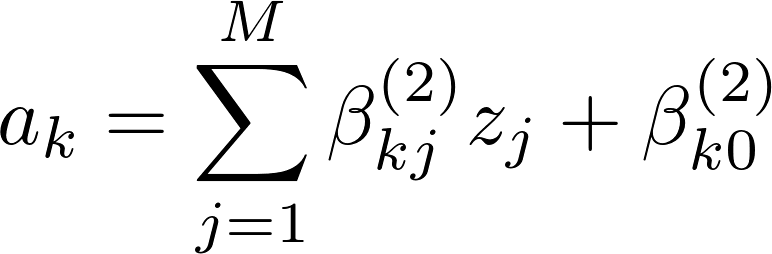 a_k = \sum_{j=1}^{M} \beta_{kj}^{(2)} z_j + \beta_{k0}^{(2)}